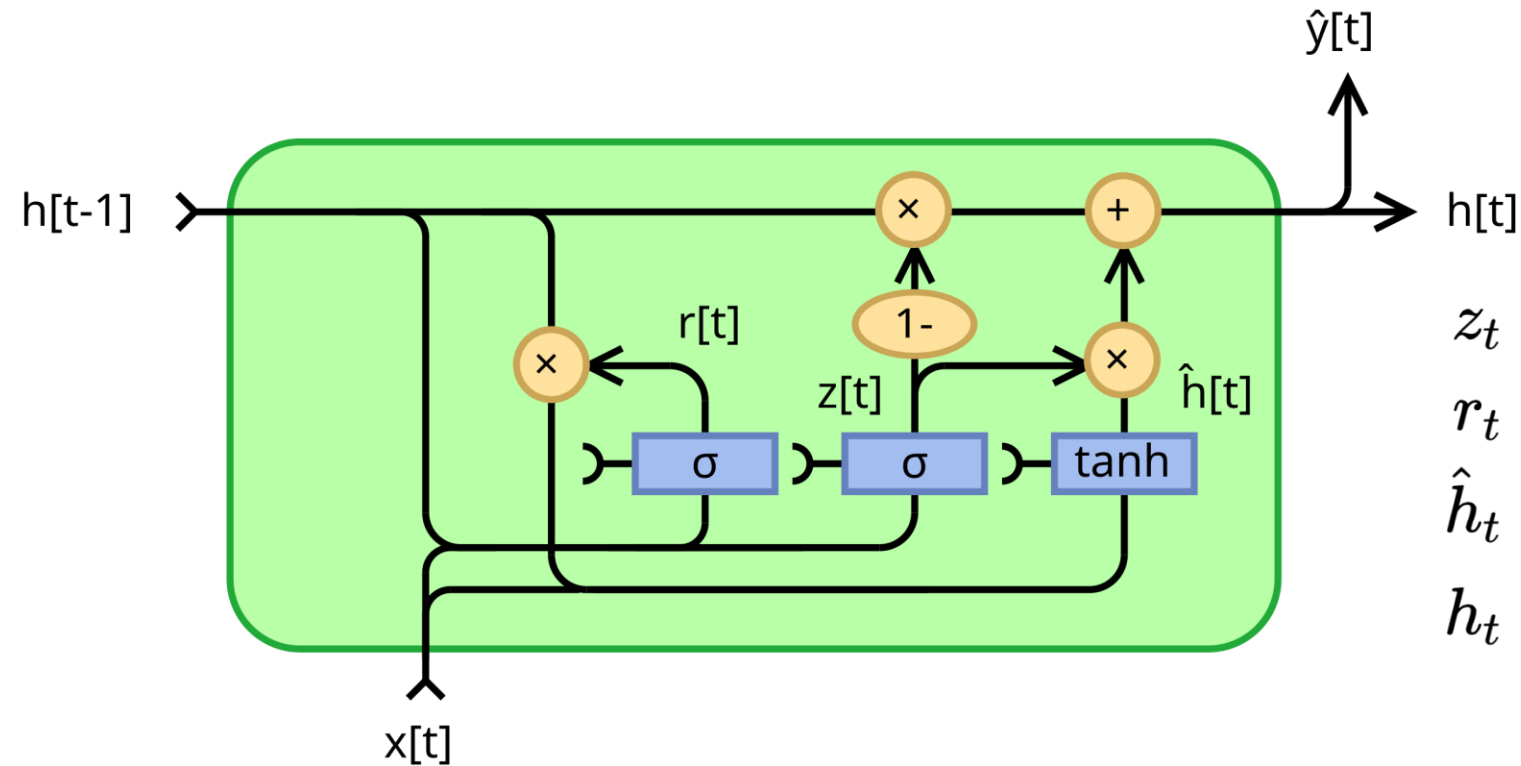 ŷ[t]
h[t-1]
×
+
h[t]
r[t]
1-
z_t
×
z[t]
×
ĥ[t]
r_t
σ
σ
tanh
ĥ_t
h_t
x[t]